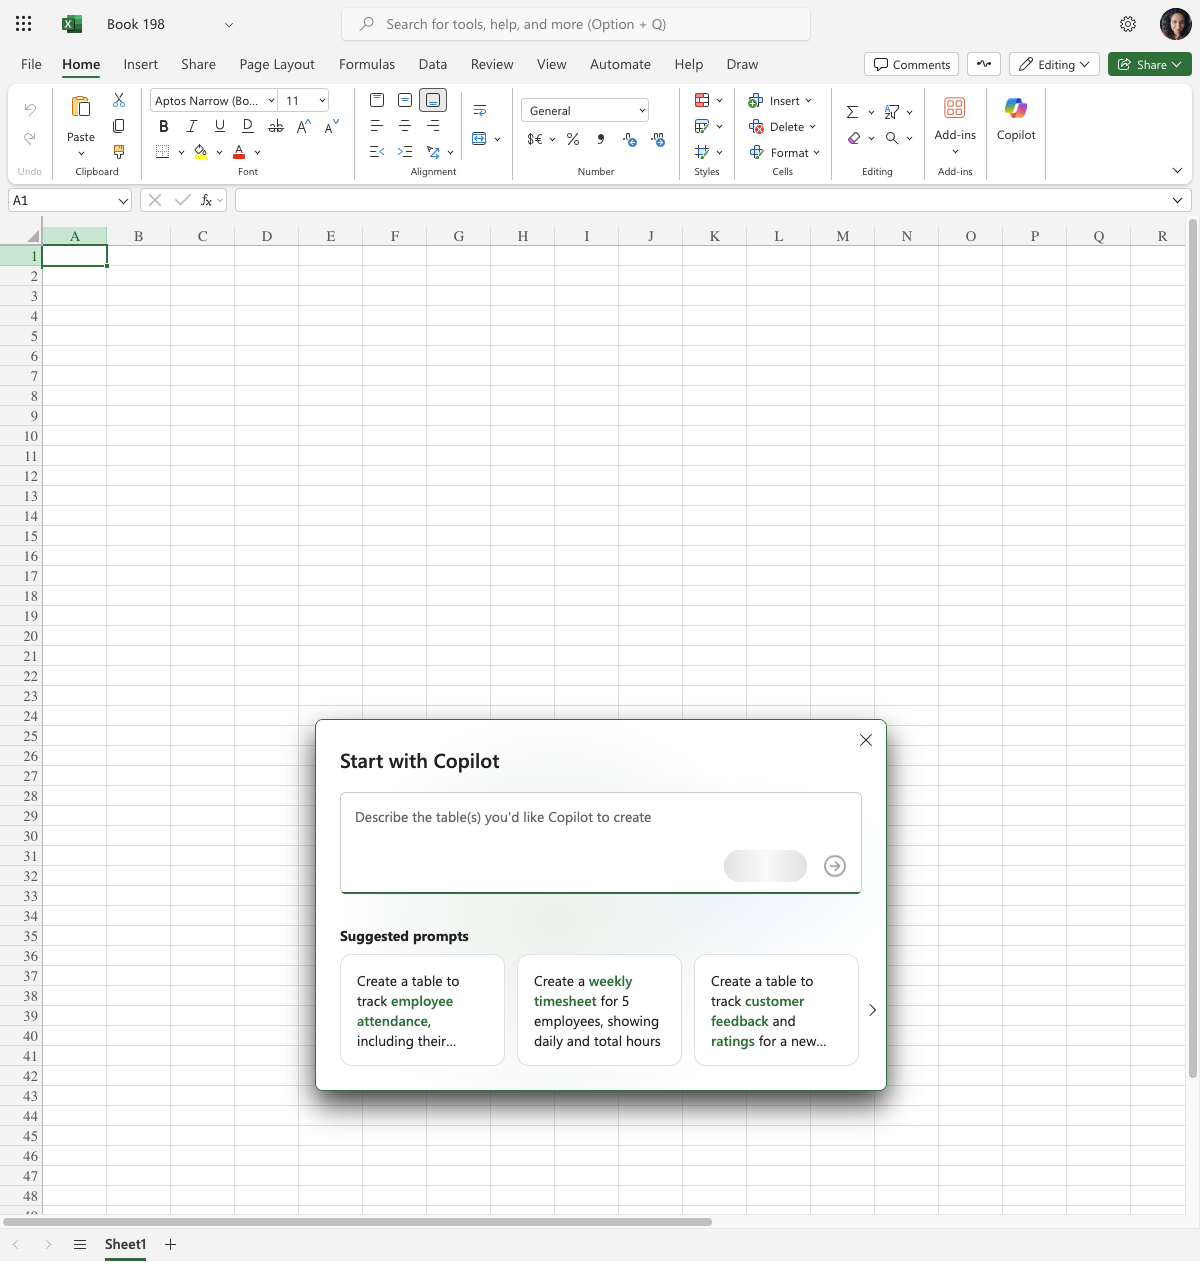 Book 198
Search for tools, help, and more (Option + Q)
File Home Insert Share Page Layout Formulas Data Review View Automate Help Draw
Comments Editing Share
Aptos Narrow (Bo... 11
General
Insert
Paste
B I U D ab A A
$€ % 9
Delete
Add-ins
Copilot
Format
Undo Clipboard Font Alignment Number Styles Cells Editing Add-ins
A1
fx
A B C D E F G H I J K L M N O P Q R
1
2
3
4
5
6
7
8
9
10
11
12
13
14
15
16
17
18
19
20
21
22
23
24
25
26
27
28
29
30
31
32
33
34
35
36
37
38
39
40
41
42
43
44
45
46
47
48
49
Start with Copilot
Describe the table(s) you'd like Copilot to create
Suggested prompts
Create a table to
track employee
attendance,
including their...
Create a weekly
timesheet for 5
employees, showing
daily and total hours
Create a table to
track customer
feedback and
ratings for a new...
Sheet1